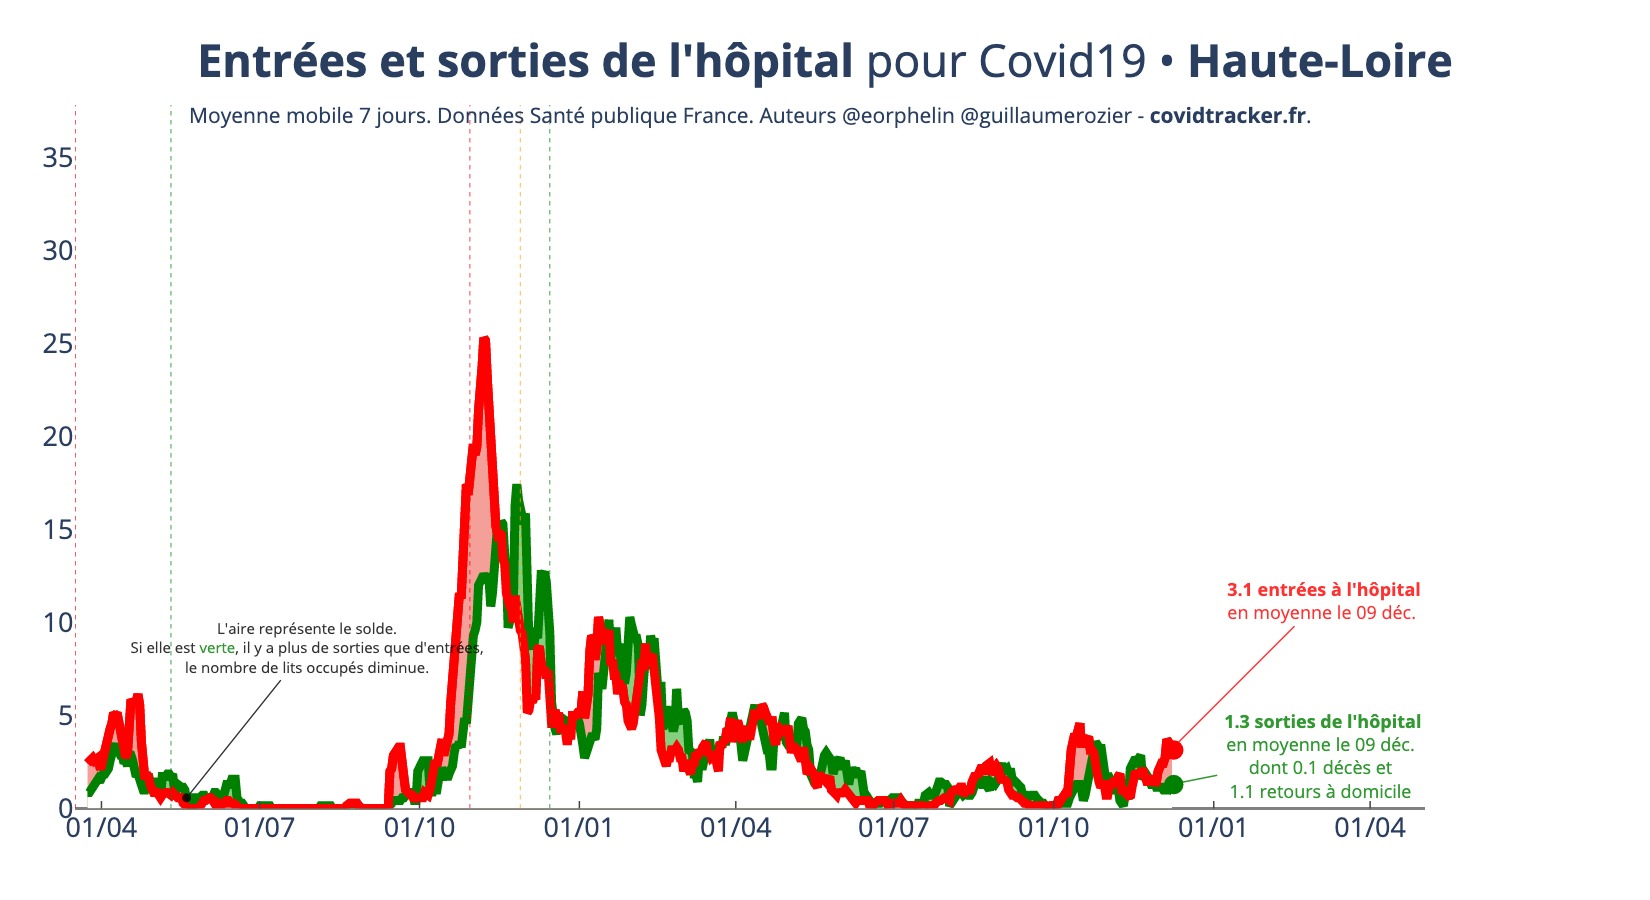 Entrées et sorties de l'hôpital pour Covid19 • Haute-Loire
Moyenne mobile 7 jours. Données Santé publique France. Auteurs @eorphelin @guillaumerozier - covidtracker.fr.
35
30
25
20
15
10
5
0
L'aire représente le solde.
Si elle est verte, il y a plus de sorties que d'entrées,
le nombre de lits occupés diminue.
3.1 entrées à l'hôpital
en moyenne le 09 déc.
1.3 sorties de l'hôpital
en moyenne le 09 déc.
dont 0.1 décès et
1.1 retours à domicile
01/04 01/07 01/10 01/01 01/04 01/07 01/10 01/01 01/04